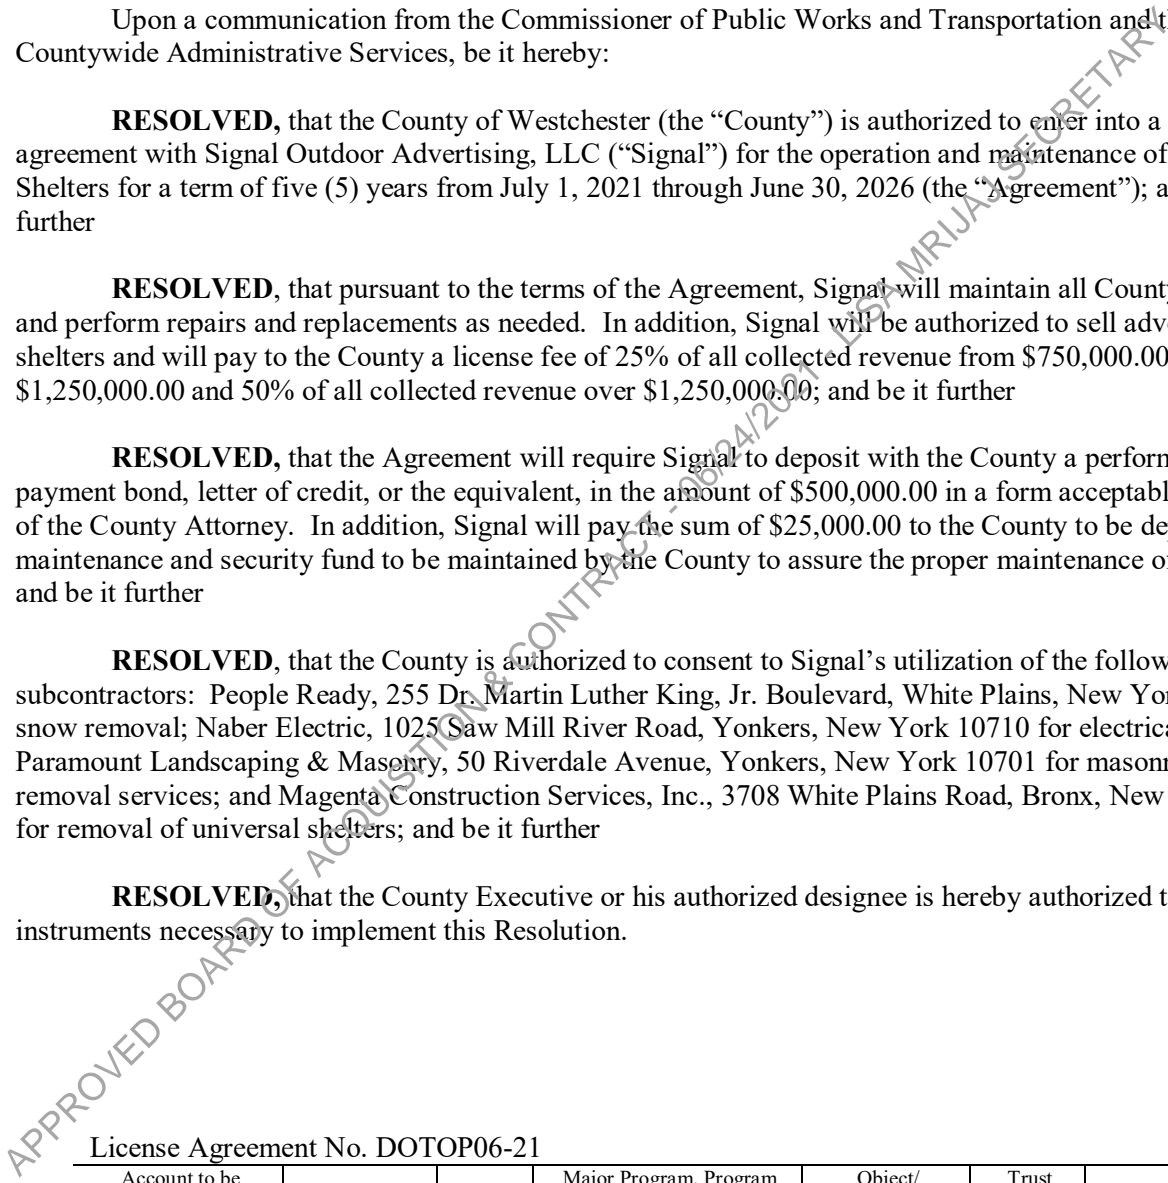 Upon a communication from the Commissioner of Public Works and Transportation and
Countywide Administrative Services, be it hereby:
RESOLVED, that the County of Westchester (the “County”) is authorized to enter into a
agreement with Signal Outdoor Advertising, LLC (“Signal”) for the operation and maintenance of
Shelters for a term of five (5) years from July 1, 2021 through June 30, 2026 (the “Agreement”);
further
RESOLVED, that pursuant to the terms of the Agreement, Signal will maintain all
and perform repairs and replacements as needed. In addition, Signal will be authorized to sell
shelters and will pay to the County a license fee of 25% of all collected revenue from $750,000.00
$1,250,000.00 and 50% of all collected revenue over $1,250,000.00; and be it further
RESOLVED, that the Agreement will require Signal to deposit with the County a
payment bond, letter of credit, or the equivalent, in the amount of $500,000.00 in a form
of the County Attorney. In addition, Signal will pay the sum of $25,000.00 to the County to be
maintenance and security fund to be maintained by the County to assure the proper maintenance
and be it further
RESOLVED, that the County is authorized to consent to Signal’s utilization of the
subcontractors: People Ready, 255 Dr. Martin Luther King, Jr. Boulevard, White Plains, New
snow removal; Naber Electric, 1025 Saw Mill River Road, Yonkers, New York 10710 for
Paramount Landscaping & Masonry, 50 Riverdale Avenue, Yonkers, New York 10701 for
removal services; and Magenta Construction Services, Inc., 3708 White Plains Road, Bronx, New
for removal of universal shelters; and be it further
RESOLVED, that the County Executive or his authorized designee is hereby authorized
instruments necessary to implement this Resolution.
APPROVED BOARD OF ACQUISITION & CONTRACT - 06/24/2021 - LISA MRIJAJ SECRETARY
License Agreement No. DOTOP06-21
Account to be Major Program, Program Object/ Trust